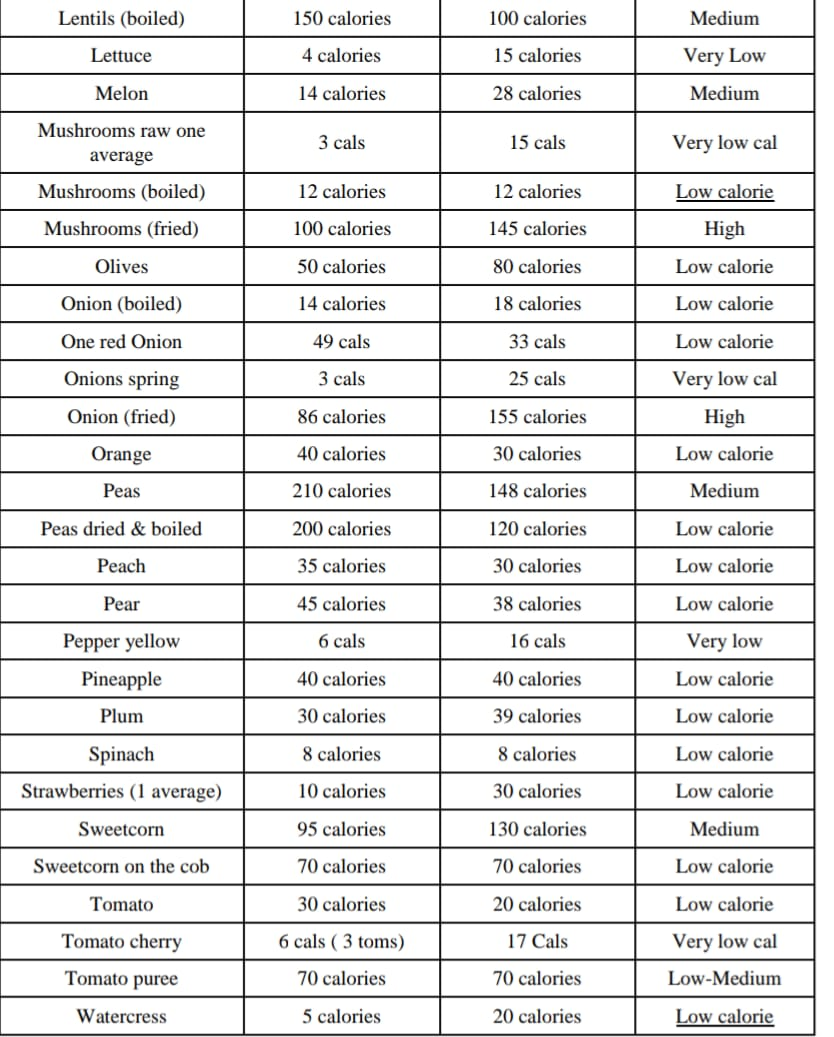 Lentils (boiled) 150 calories 100 calories Medium
Lettuce 4 calories 15 calories Very Low
Melon 14 calories 28 calories Medium
Mushrooms raw one
average 3 cals 15 cals Very low cal
Mushrooms (boiled) 12 calories 12 calories Low calorie
Mushrooms (fried) 100 calories 145 calories High
Olives 50 calories 80 calories Low calorie
Onion (boiled) 14 calories 18 calories Low calorie
One red Onion 49 cals 33 cals Low calorie
Onions spring 3 cals 25 cals Very low cal
Onion (fried) 86 calories 155 calories High
Orange 40 calories 30 calories Low calorie
Peas 210 calories 148 calories Medium
Peas dried & boiled 200 calories 120 calories Low calorie
Peach 35 calories 30 calories Low calorie
Pear 45 calories 38 calories Low calorie
Pepper yellow 6 cals 16 cals Very low
Pineapple 40 calories 40 calories Low calorie
Plum 30 calories 39 calories Low calorie
Spinach 8 calories 8 calories Low calorie
Strawberries (1 average) 10 calories 30 calories Low calorie
Sweetcorn 95 calories 130 calories Medium
Sweetcorn on the cob 70 calories 70 calories Low calorie
Tomato 30 calories 20 calories Low calorie
Tomato cherry 6 cals ( 3 toms) 17 Cals Very low cal
Tomato puree 70 calories 70 calories Low-Medium
Watercress 5 calories 20 calories Low calorie